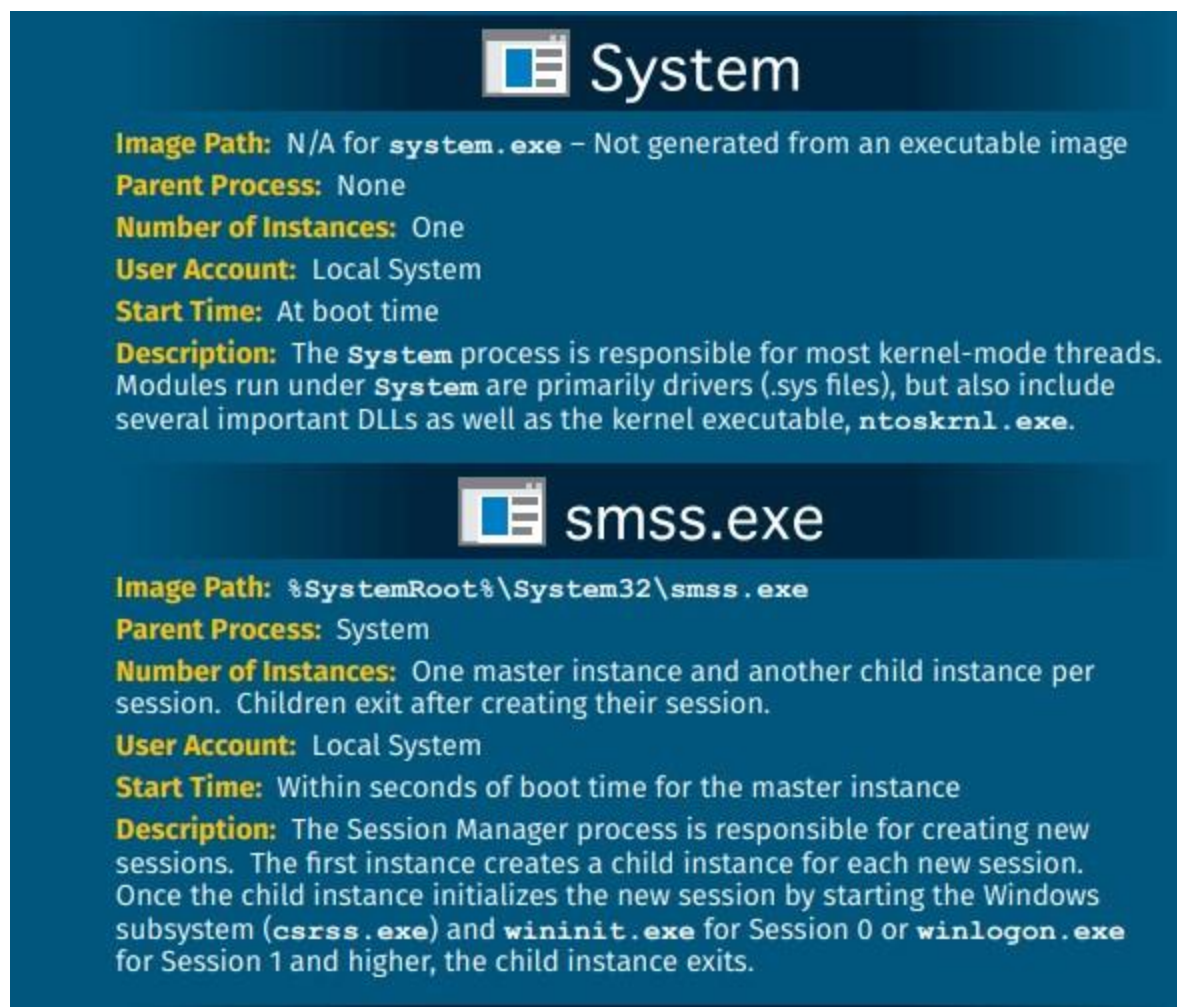 System
Image Path: N/A for system.exe – Not generated from an executable image
Parent Process: None
Number of Instances: One
User Account: Local System
Start Time: At boot time
Description: The System process is responsible for most kernel-mode threads.
Modules run under System are primarily drivers (.sys files), but also include
several important DLLs as well as the kernel executable, ntoskrnl.exe.
smss.exe
Image Path: %SystemRoot%\System32\smss.exe
Parent Process: System
Number of Instances: One master instance and another child instance per
session. Children exit after creating their session.
User Account: Local System
Start Time: Within seconds of boot time for the master instance
Description: The Session Manager process is responsible for creating new
sessions. The first instance creates a child instance for each new session.
Once the child instance initializes the new session by starting the Windows
subsystem (csrss.exe) and wininit.exe for Session 0 or winlogon.exe
for Session 1 and higher, the child instance exits.